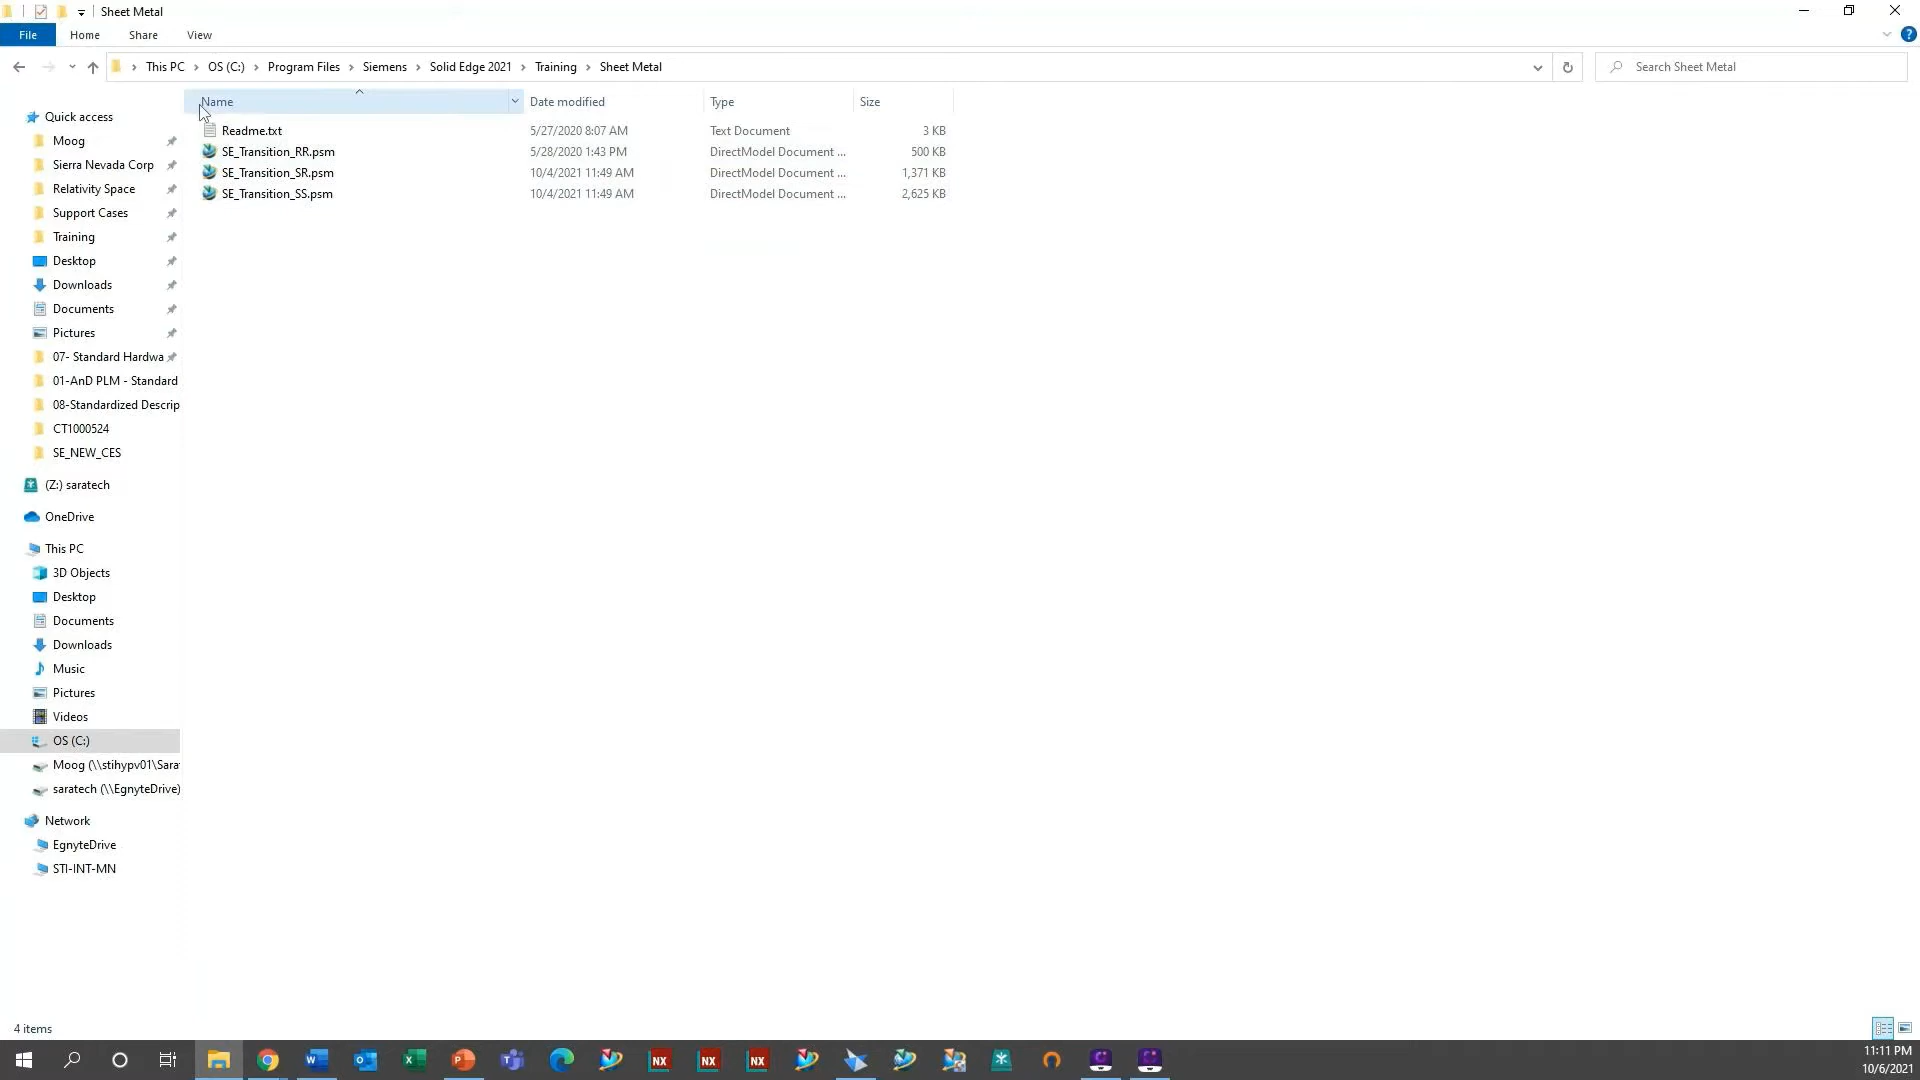 Sheet Metal
File Home Share View
This PC OS (C:) Program Files Siemens Solid Edge 2021 Training Sheet Metal
Search Sheet Metal
Name Date modified Type Size
Readme.txt 5/27/2020 8:07 AM Text Document 3 KB
SE_Transition_RR.psm 5/28/2020 1:43 PM DirectModel Document ... 500 KB
SE_Transition_SR.psm 10/4/2021 11:49 AM DirectModel Document ... 1,371 KB
SE_Transition_SS.psm 10/4/2021 11:49 AM DirectModel Document ... 2,625 KB
Quick access
Moog
Sierra Nevada Corp
Relativity Space
Support Cases
Training
Desktop
Downloads
Documents
Pictures
07- Standard Hardwa
01-AnD PLM - Standard
08-Standardized Descrip
CT1000524
SE_NEW_CES
(Z:) saratech
OneDrive
This PC
3D Objects
Desktop
Documents
Downloads
Music
Pictures
Videos
OS (C:)
Moog (\\stihypv01\Sara
saratech (\\EgnyteDrive)
Network
EgnyteDrive
STI-INT-MN
4 items
NX NX NX
11:11 PM
10/6/2021